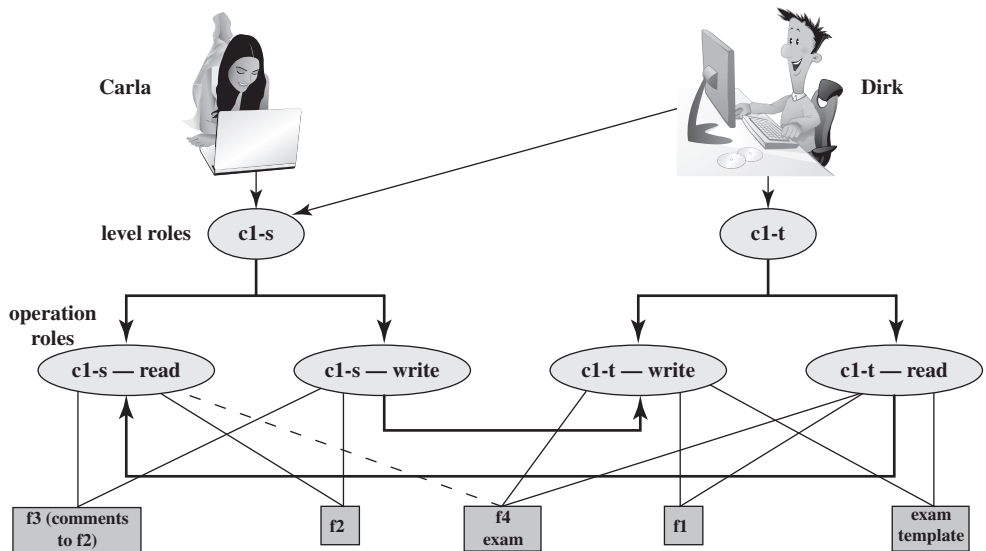 Carla
Dirk
level roles
c1-s
c1-t
operation
roles
c1-s — read
c1-s — write
c1-t — write
c1-t — read
f3 (comments
to f2)
f2
f4
exam
f1
exam
template